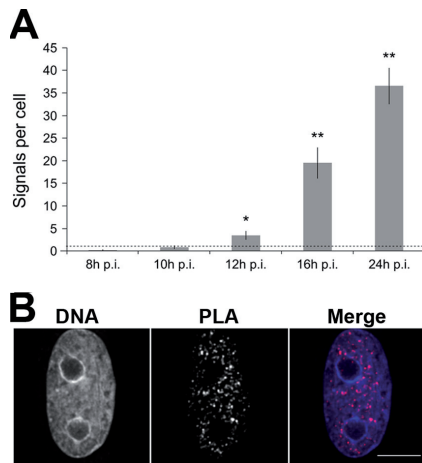 A
Signals per cell
45
40
35
30
25
20
15
10
5
0
*
**
**
8h p.i.
10h p.i.
12h p.i.
16h p.i.
24h p.i.
B
DNA
PLA
Merge